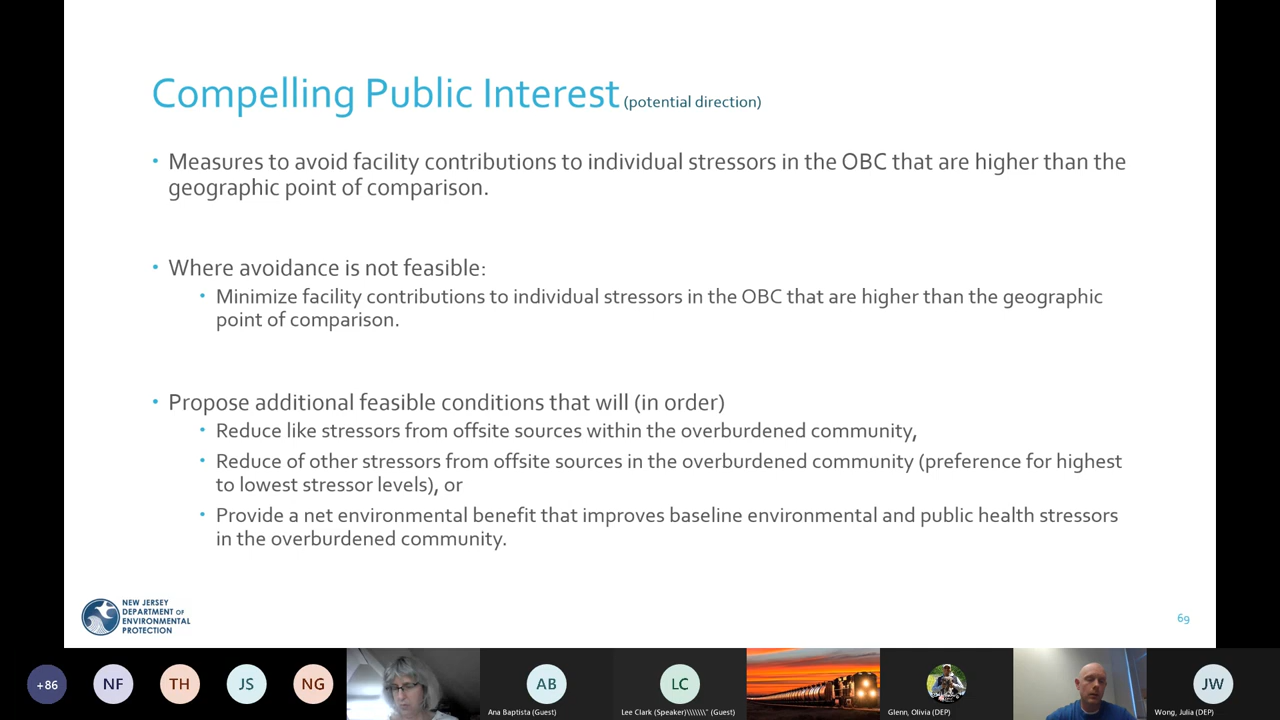 Compelling Public Interest (potential direction)
• Measures to avoid facility contributions to individual stressors in the OBC that are higher than the
geographic point of comparison.
• Where avoidance is not feasible:
• Minimize facility contributions to individual stressors in the OBC that are higher than the geographic
point of comparison.
• Propose additional feasible conditions that will (in order)
• Reduce like stressors from offsite sources within the overburdened community,
• Reduce of other stressors from offsite sources in the overburdened community (preference for highest
to lowest stressor levels), or
• Provide a net environmental benefit that improves baseline environmental and public health stressors
in the overburdened community.
NEW JERSEY
DEPARTMENT OF
ENVIRONMENTAL
PROTECTION
69
+86
NF
TH
JS
NG
AB
Ana Baptista (Guest)
LC
Lee Clark (Speaker)\\\\\\\" (Guest)
Glenn, Olivia (DEP)
JW
Wong, Julia (DEP)